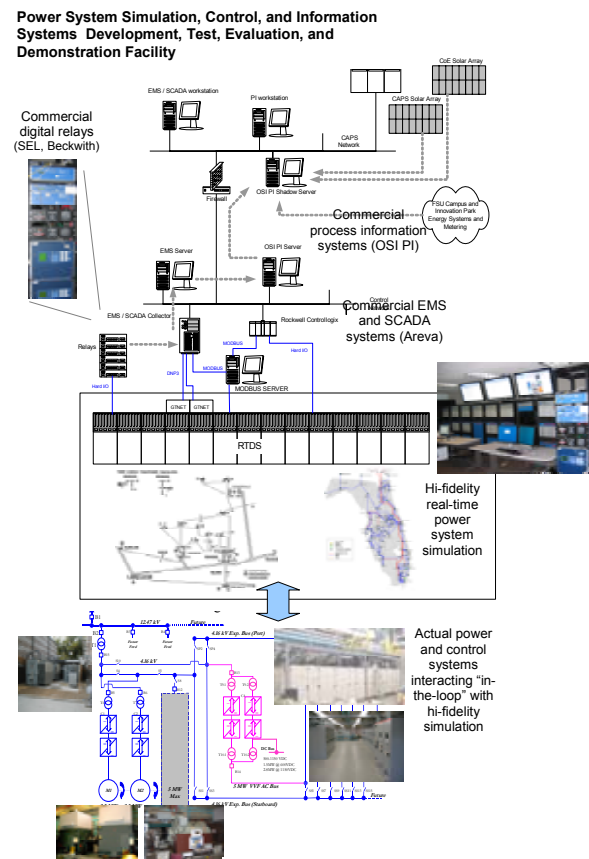 Power System Simulation, Control, and Information
Systems Development, Test, Evaluation, and
Demonstration Facility
CoE Solar Array
EMS / SCADA workstation
PI workstation
CAPS Solar Array
Commercial
digital relays
(SEL, Beckwith)
CAPS
Network
Firewall
OSI PI Shadow Server
FSU Campus and
Innovation Park
Energy Systems and
Metering
Commercial
process information
systems (OSI PI)
EMS Server
OSI PI Server
Control
Commercial EMS
and SCADA
systems (Areva)
EMS / SCADA Collector
Rockwell Controllogix
Relays
MODBUS
Hard I/O
DNP3
MODBUS
Hard I/O
MODBUS SERVER
GTNET
GTNET
RTDS
Hi-fidelity
real-time
power
system
simulation
12.47 kV
Future
4.16 kV Exp. Bus (Port)
4.16 kV
Actual power
and control
systems
interacting “in-
the-loop” with
hi-fidelity
simulation
DC Bus
5 MW
Max
5 MW VVF AC Bus
M1
M2
Future
4.16 kV Exp. Bus (Starboard)